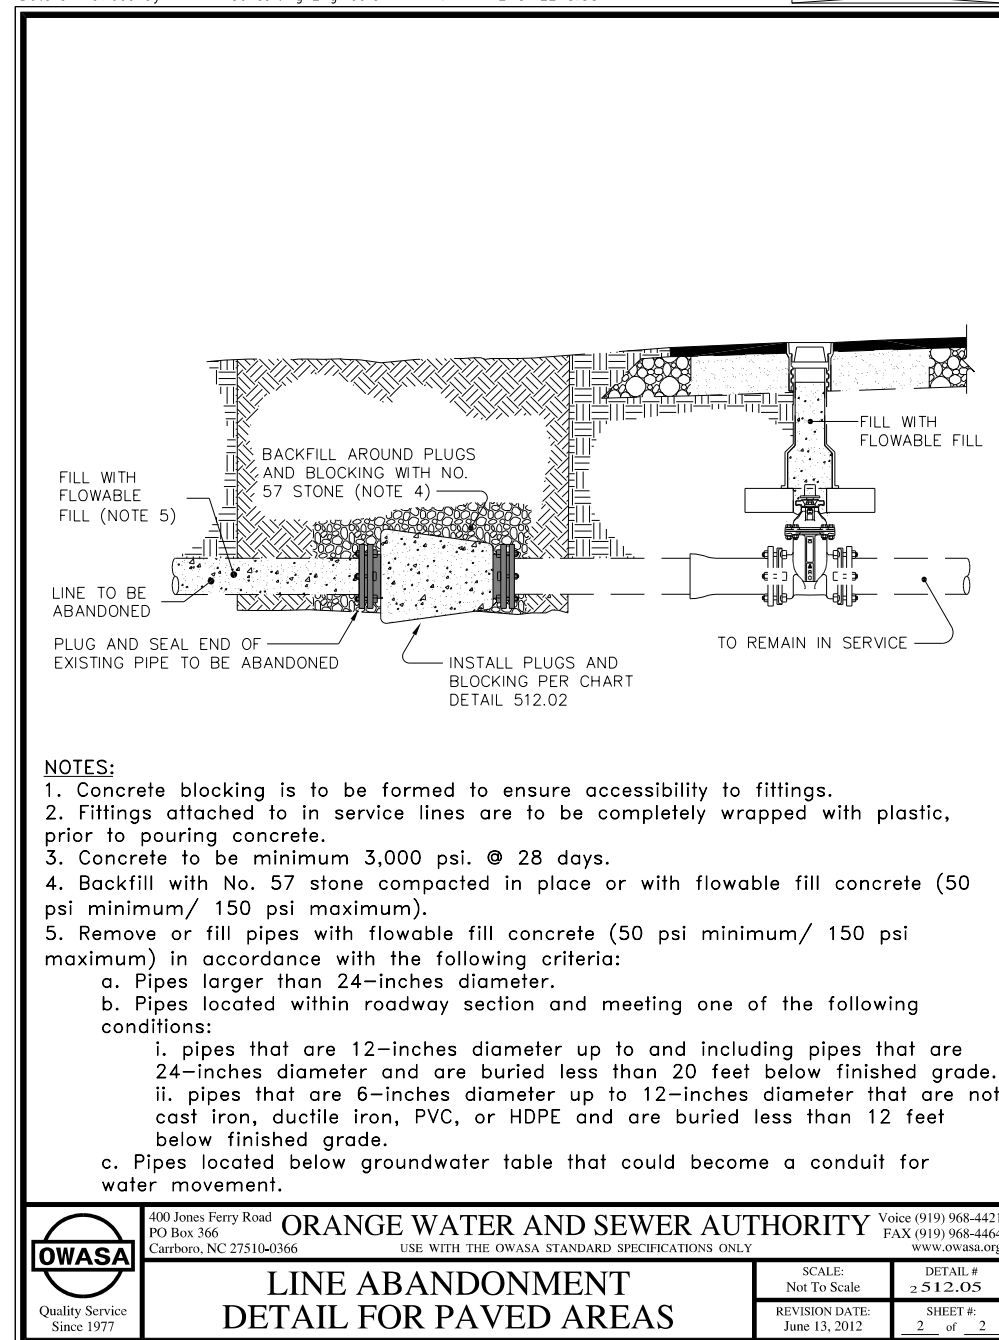 BACKFILL AROUND PLUGS
AND BLOCKING WITH NO.
57 STONE (NOTE 4)
FILL WITH
FLOWABLE FILL
FILL WITH
FLOWABLE
FILL (NOTE 5)
LINE TO BE
ABANDONED
PLUG AND SEAL END OF
EXISTING PIPE TO BE ABANDONED
INSTALL PLUGS AND
BLOCKING PER CHART
DETAIL 512.02
TO REMAIN IN SERVICE
NOTES:
1. Concrete blocking is to be formed to ensure accessibility to fittings.
2. Fittings attached to in service lines are to be completely wrapped with plastic,
prior to pouring concrete.
3. Concrete to be minimum 3,000 psi. @ 28 days.
4. Backfill with No. 57 stone compacted in place or with flowable fill concrete (50
psi minimum/ 150 psi maximum).
5. Remove or fill pipes with flowable fill concrete (50 psi minimum/ 150 psi
maximum) in accordance with the following criteria:
a. Pipes larger than 24-inches diameter.
b. Pipes located within roadway section and meeting one of the following
conditions:
i. pipes that are 12-inches diameter up to and including pipes that are
24-inches diameter and are buried less than 20 feet below finished grade.
ii. pipes that are 6-inches diameter up to 12-inches diameter that are not
cast iron, ductile iron, PVC, or HDPE and are buried less than 12 feet
below finished grade.
c. Pipes located below groundwater table that could become a conduit for
water movement.
OWASA
Quality Service
Since 1977
400 Jones Ferry Road
PO Box 366
Carrboro, NC 27510-0366
ORANGE WATER AND SEWER AUTHORITY
USE WITH THE OWASA STANDARD SPECIFICATIONS ONLY
Voice (919) 968-4421
FAX (919) 968-4464
www.owasa.org
LINE ABANDONMENT
DETAIL FOR PAVED AREAS
SCALE:
Not To Scale
REVISION DATE:
June 13, 2012
DETAIL #
2 512.05
SHEET #:
2 of 2